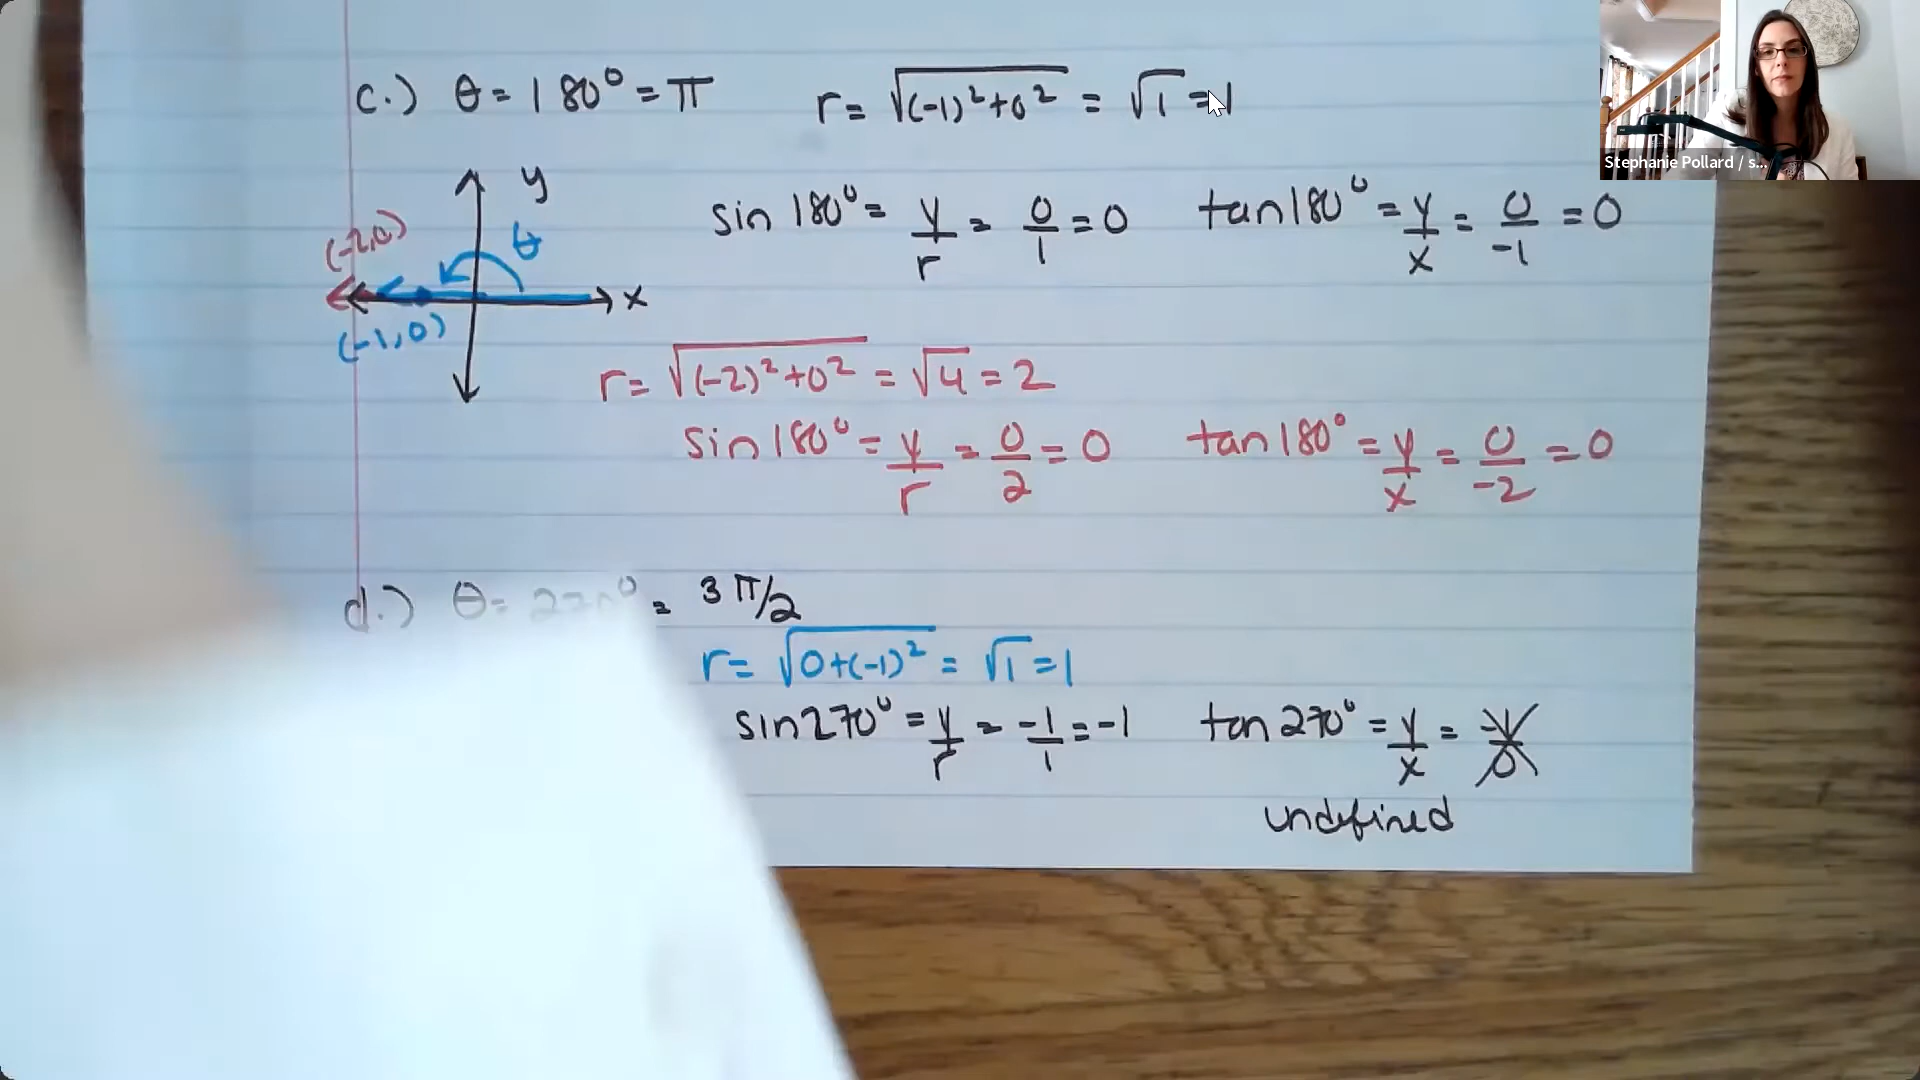 c.) θ = 180° = π r = √(-1)²+0² = √1 = 1
Stephanie Pollard / s...
y
(-2,0)
θ
x
(-1,0)
sin 180° = y/r = 0/1 = 0 tan 180° = y/x = 0/-1 = 0
r = √(-2)²+0² = √4 = 2
sin 180° = y/r = 0/2 = 0 tan 180° = y/x = 0/-2 = 0
d.) θ = 270° = 3π/2
r = √0+(-1)² = √1 = 1
sin 270° = y/r = -1/1 = -1 tan 270° = y/x = -1/0
undefined